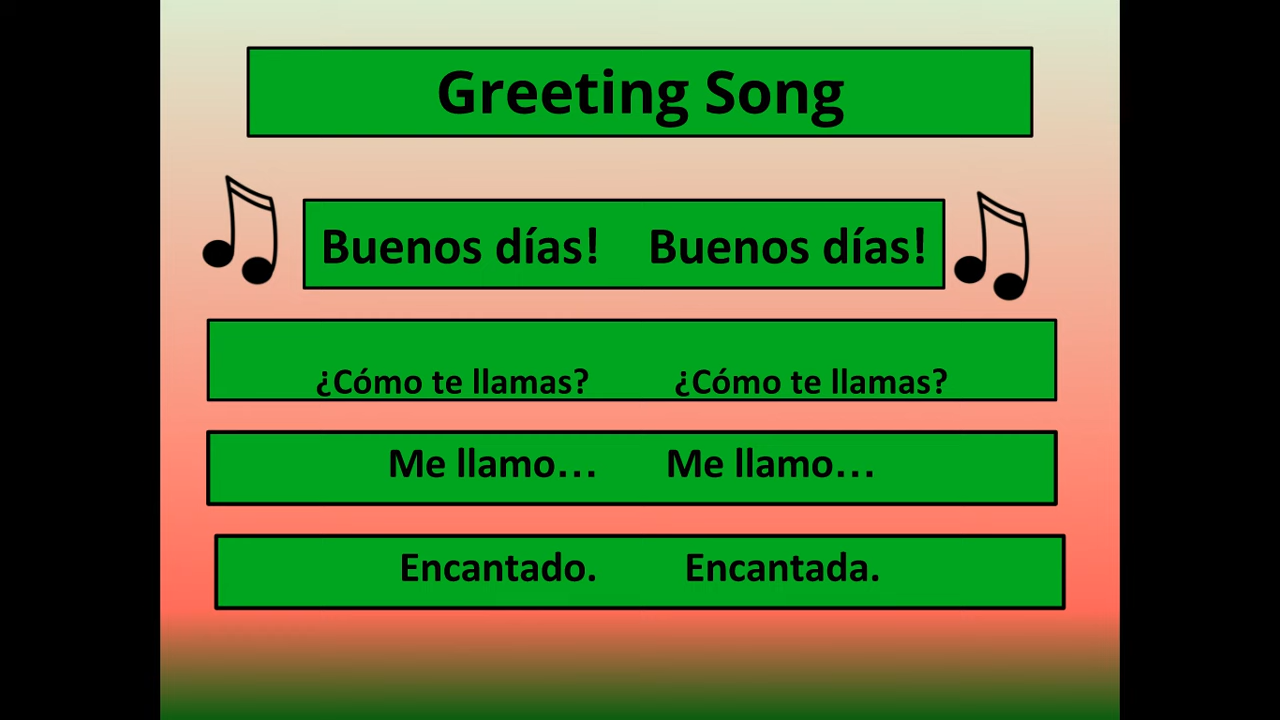 Greeting Song
Buenos días! Buenos días!
¿Cómo te llamas? ¿Cómo te llamas?
Me llamo... Me llamo...
Encantado. Encantada.